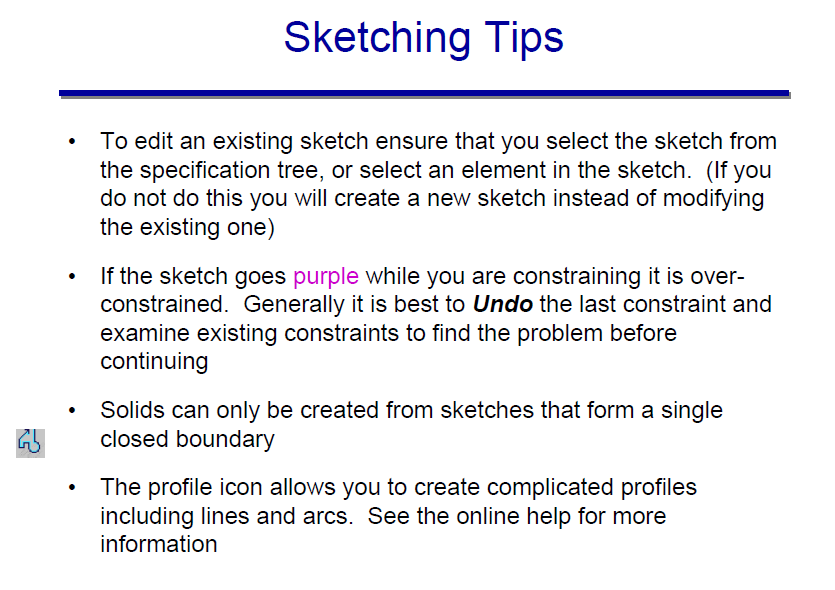 Sketching Tips
• To edit an existing sketch ensure that you select the sketch from
the specification tree, or select an element in the sketch.  (If you
do not do this you will create a new sketch instead of modifying
the existing one)
• If the sketch goes purple while you are constraining it is over-
constrained.  Generally it is best to Undo the last constraint and
examine existing constraints to find the problem before
continuing
• Solids can only be created from sketches that form a single
closed boundary
• The profile icon allows you to create complicated profiles
including lines and arcs.  See the online help for more
information